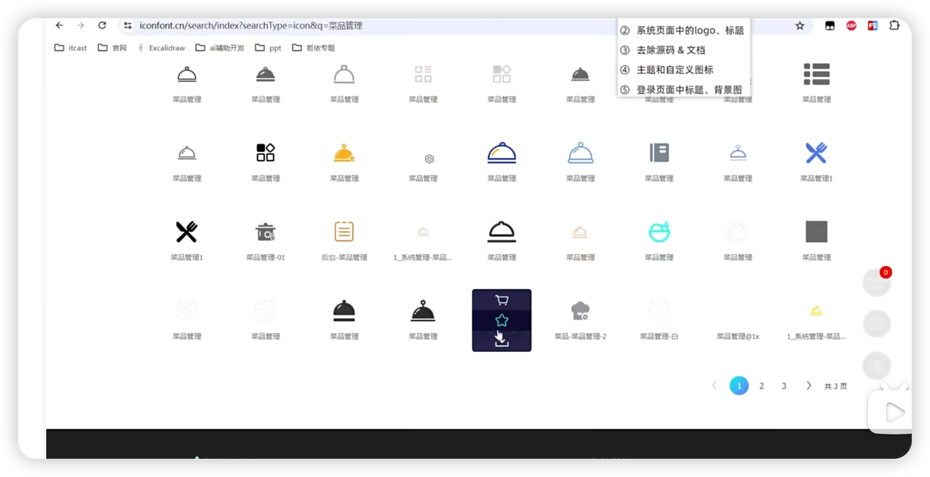 iconfont.cn/search/index?searchType=icon&q=菜品管理
② 系统页面中的logo、标题
itcast 官网 Excalidraw ai辅助开发 ppt 若依专题
③ 去除源码 & 文档
④ 主题和自定义图标
⑤ 登录页面中标题、背景图
菜品管理 菜品管理 菜品管理 菜品管理 菜品管理 菜品管理 菜品管理 菜品管理 菜品管理
菜品管理 菜品管理 菜品管理 菜品管理 菜品管理 菜品管理 菜品管理 菜品管理 菜品管理1
菜品管理1 菜品管理-01 后台-菜品管理 1_系统管理-菜品... 菜品管理 菜品管理 菜品管理 菜品管理 菜品管理
0
菜品管理 菜品管理 菜品管理 菜品管理 菜品-菜品管理-2 菜品管理-白 菜品管理@1x 1_系统管理-菜品...
1 2 3 共 3 页